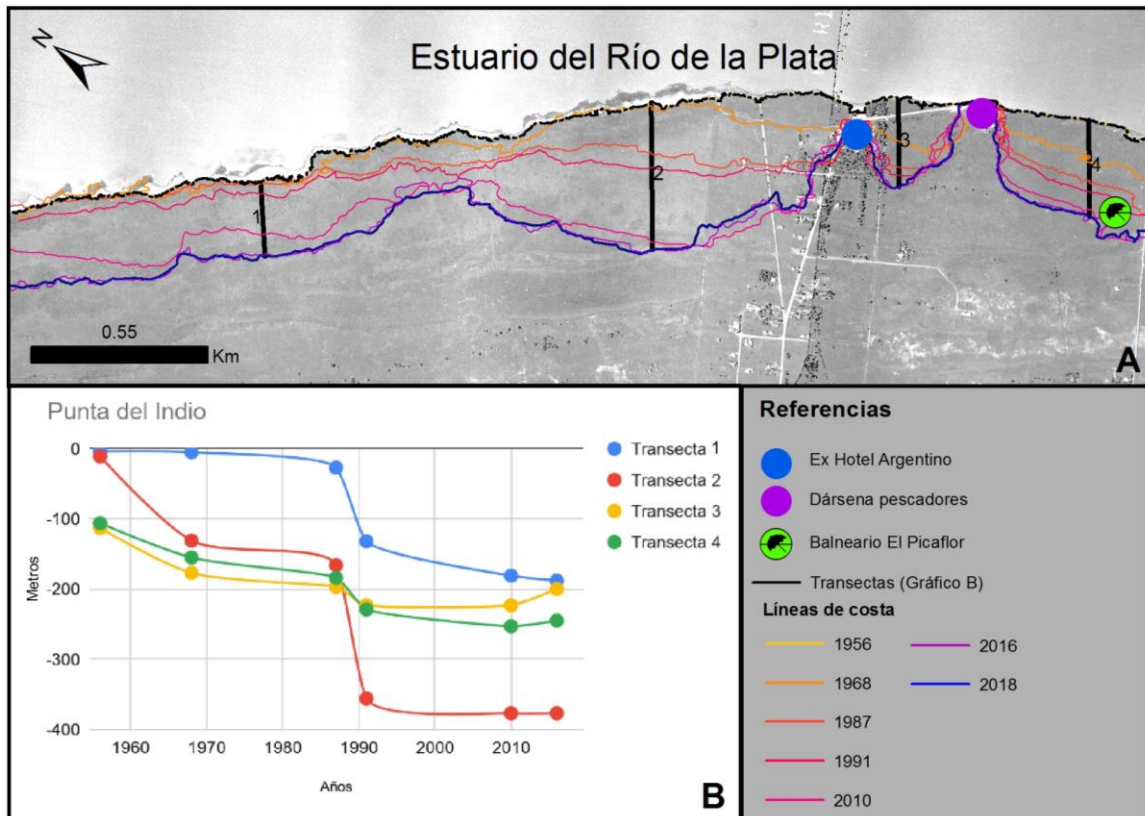 N
Estuario del Río de la Plata
1
2
3
4
0.55
Km
A
Punta del Indio
0
-100
-200
-300
-400
Metros
1960
1970
1980
1990
2000
2010
Años
Transecta 1
Transecta 2
Transecta 3
Transecta 4
B
Referencias
Ex Hotel Argentino
Dársena pescadores
Balneario El Picaflor
Transectas (Gráfico B)
Líneas de costa
1956
1968
1987
1991
2010
2016
2018